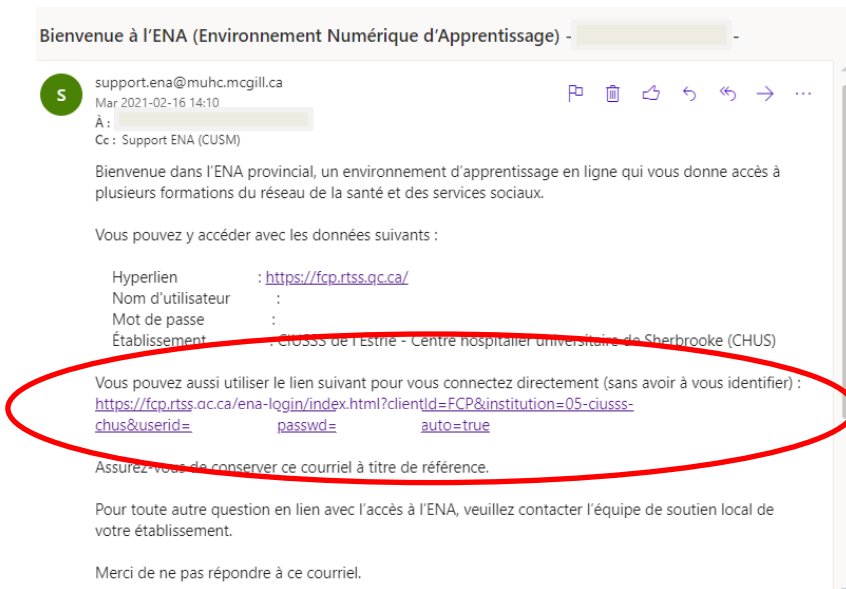 Bienvenue à l'ENA (Environnement Numérique d'Apprentissage) - -
S
support.ena@muhc.mcgill.ca
Mar 2021-02-16 14:10
À :
Cc : Support ENA (CUSM)
Bienvenue dans l'ENA provincial, un environnement d'apprentissage en ligne qui vous donne accès à
plusieurs formations du réseau de la santé et des services sociaux.
Vous pouvez y accéder avec les données suivants :
Hyperlien : https://fcp.rtss.qc.ca/
Nom d'utilisateur :
Mot de passe :
Établissement : CIUSSS de l'Estrie - Centre hospitalier universitaire de Sherbrooke (CHUS)
Vous pouvez aussi utiliser le lien suivant pour vous connectez directement (sans avoir à vous identifier) :
https://fcp.rtss.qc.ca/ena-login/index.html?clientId=FCP&institution=05-ciusss-
chus&userid= passwd= auto=true
Assurez-vous de conserver ce courriel à titre de référence.
Pour toute autre question en lien avec l'accès à l'ENA, veuillez contacter l'équipe de soutien local de
votre établissement.
Merci de ne pas répondre à ce courriel.